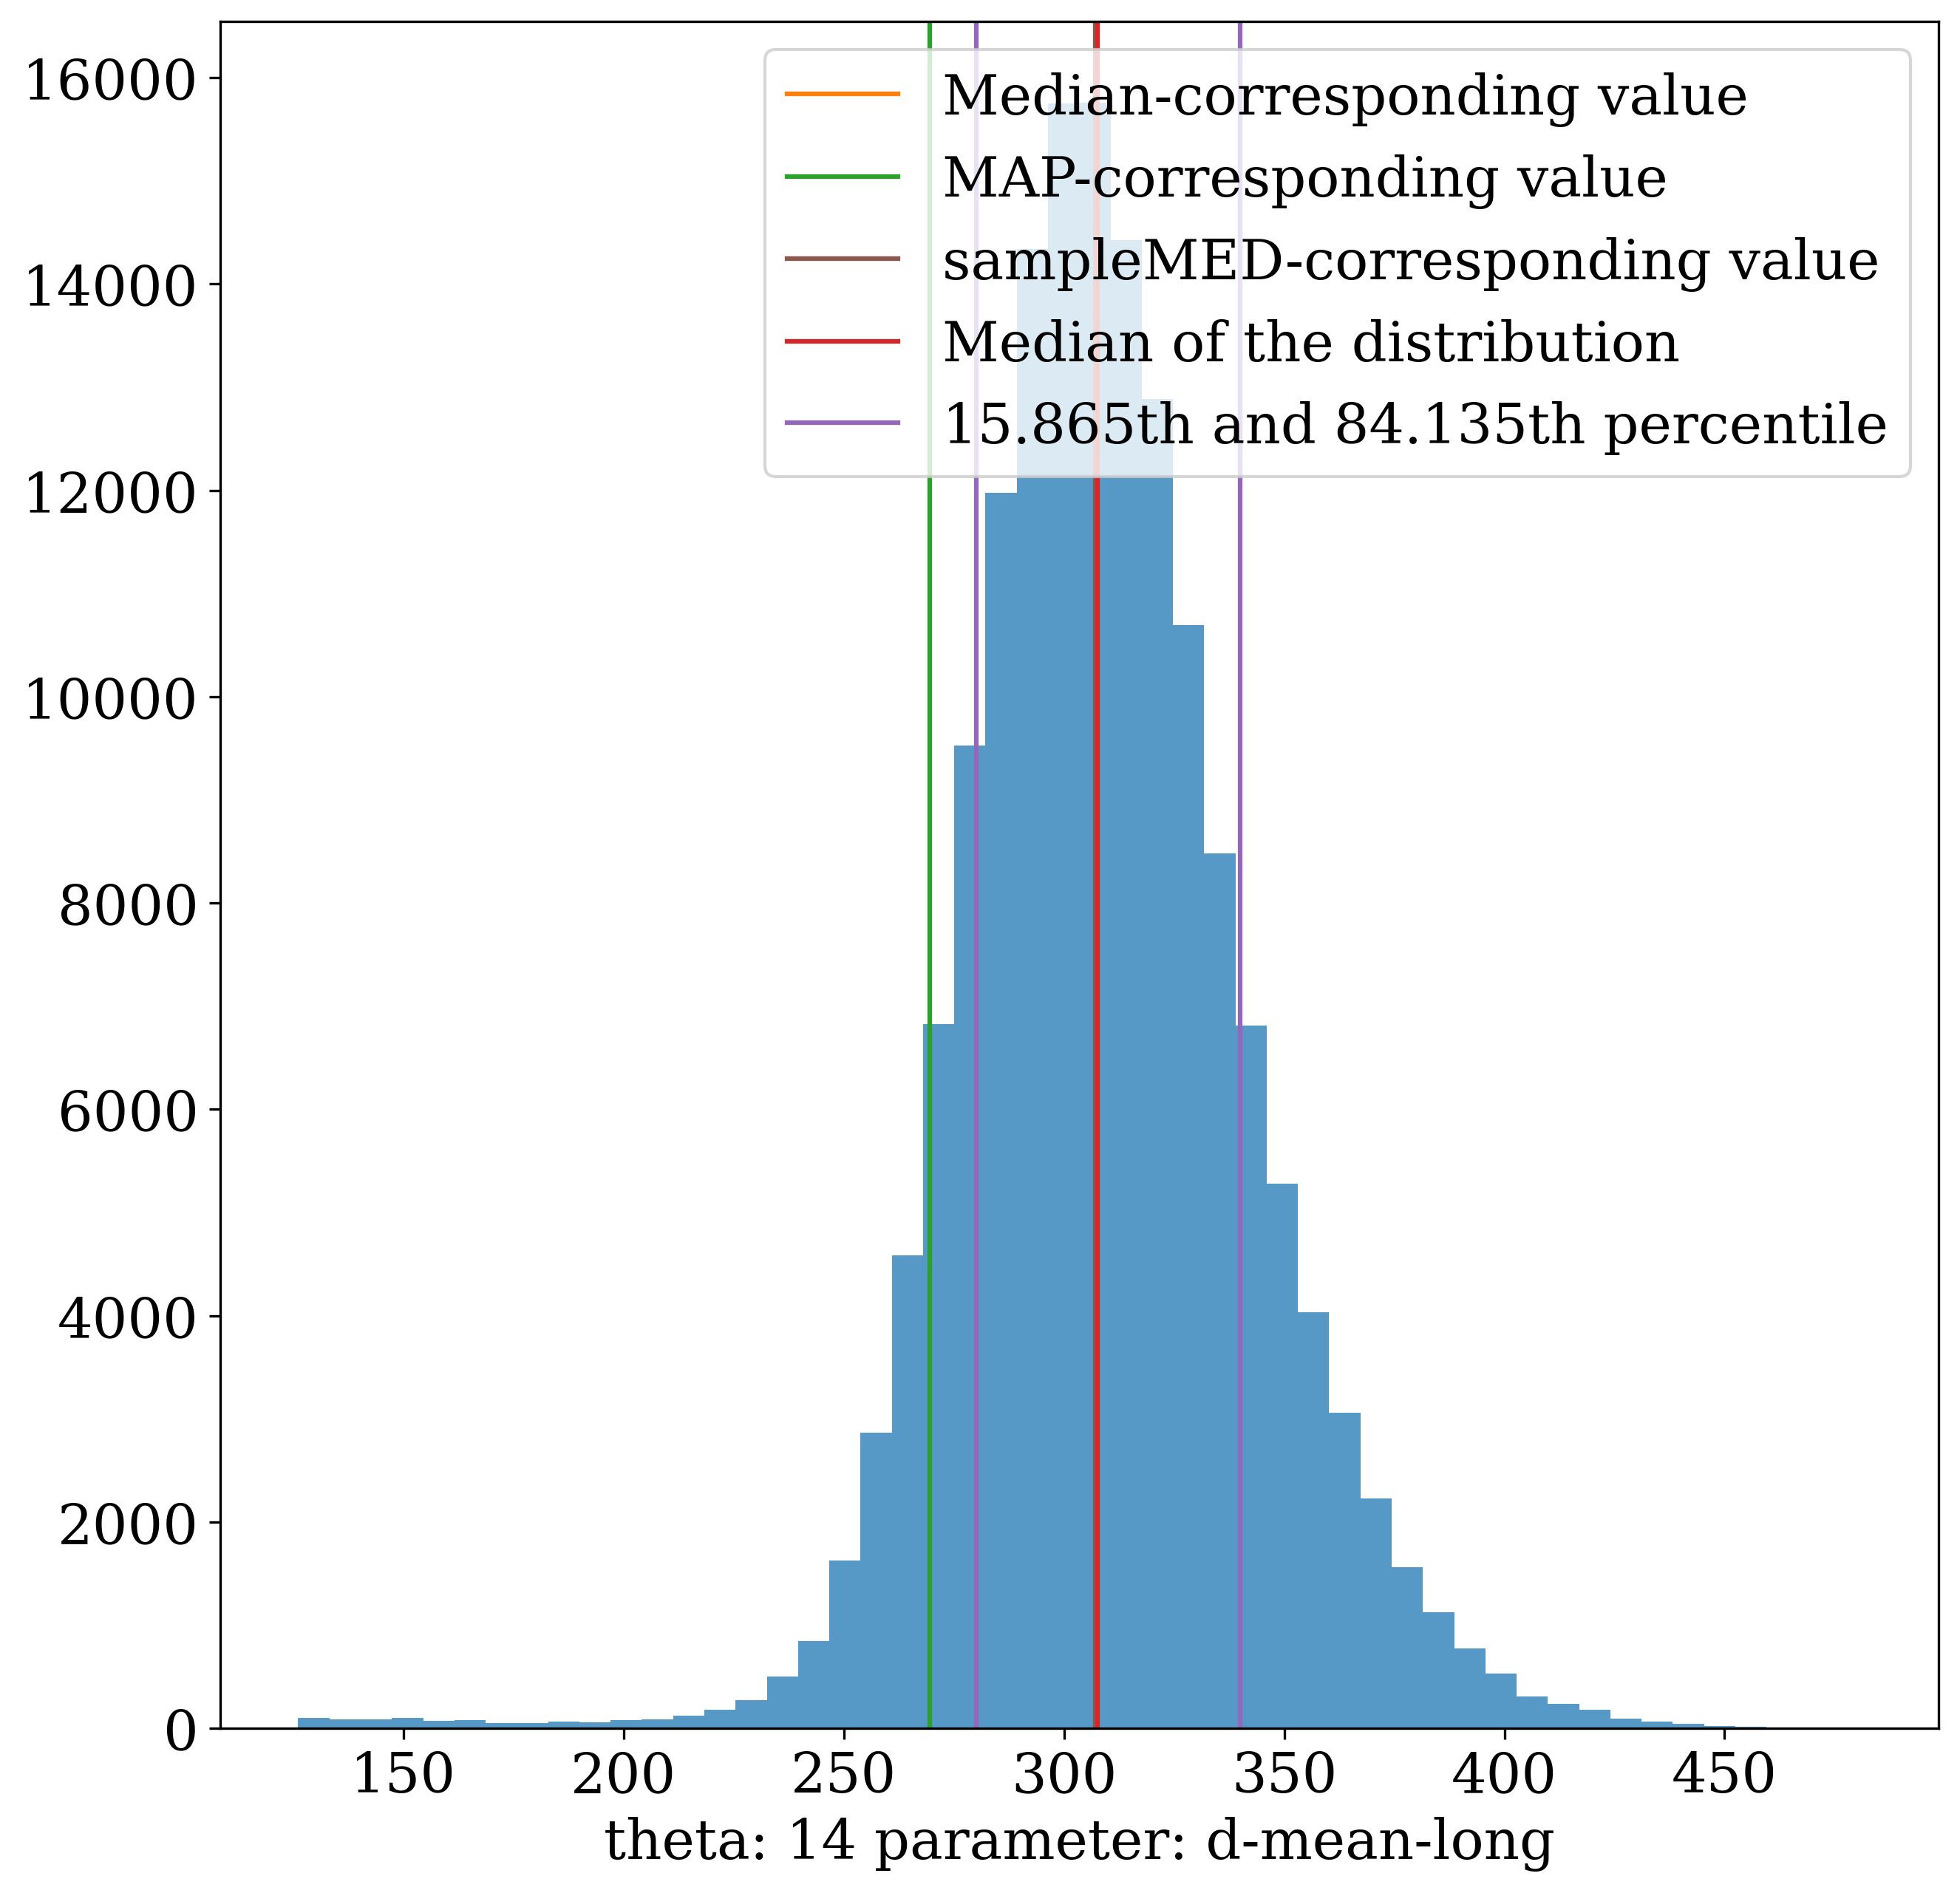 16000
14000
12000
10000
8000
6000
4000
2000
0
Median-corresponding value
MAP-corresponding value
sampleMED-corresponding value
Median of the distribution
15.865th and 84.135th percentile
150 200 250 300 350 400 450
theta: 14 parameter: d-mean-long